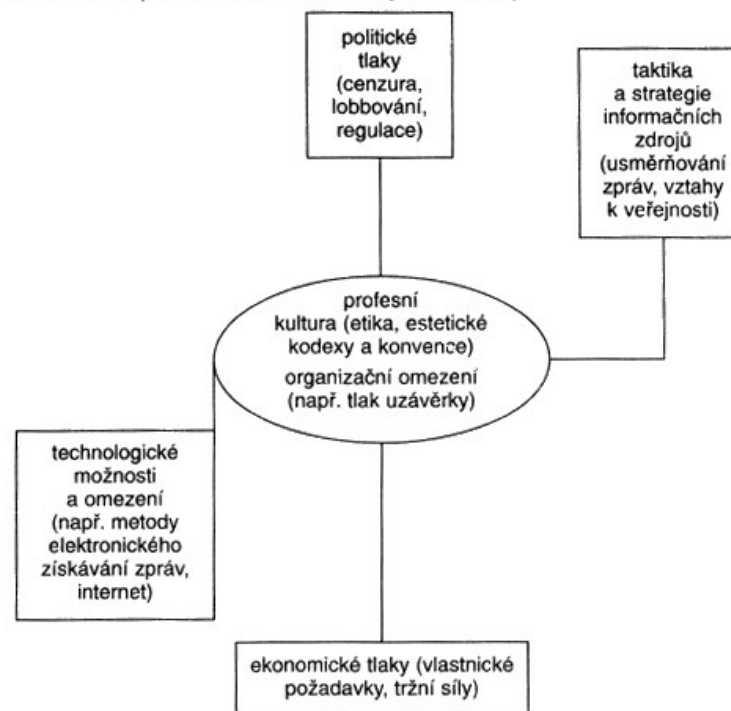 politické
tlaky
(cenzura,
lobbování,
regulace)
taktika
a strategie
informačních
zdrojů
(usměrňování
zpráv, vztahy
k veřejnosti)
profesní
kultura (etika, estetické
kodexy a konvence)
organizační omezení
(např. tlak uzávěrky)
technologické
možnosti
a omezení
(např. metody
elektronického
získávání zpráv,
internet)
ekonomické tlaky (vlastnické
požadavky, tržní síly)